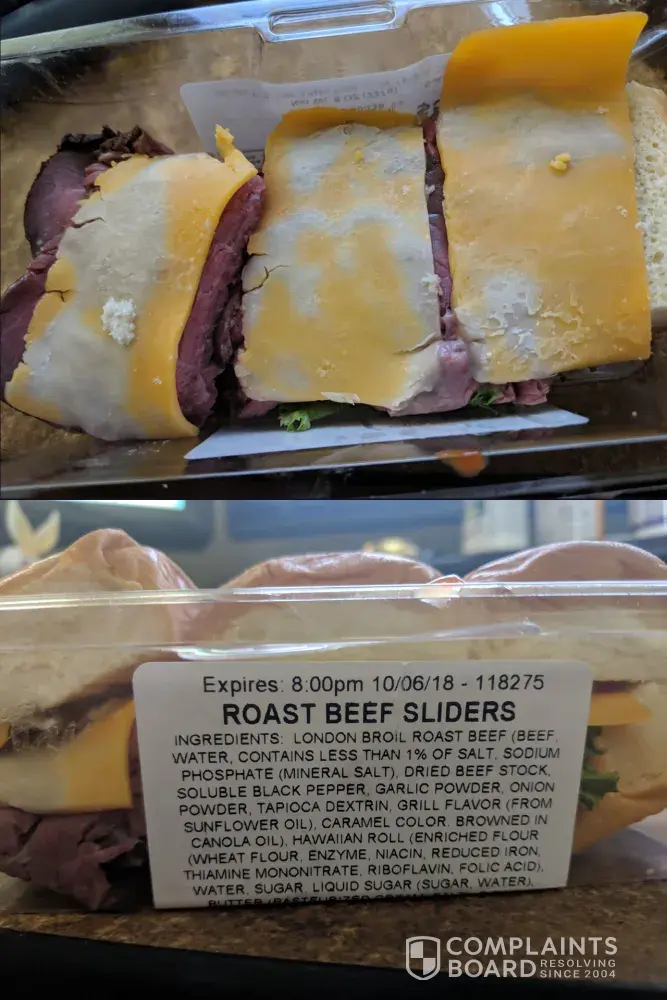 Expires: 8:00pm 10/06/18 - 118275
ROAST BEEF SLIDERS
INGREDIENTS: LONDON BROIL ROAST BEEF (BEEF,
WATER, CONTAINS LESS THAN 1% OF SALT, SODIUM
PHOSPHATE (MINERAL SALT), DRIED BEEF STOCK,
SOLUBLE BLACK PEPPER, GARLIC POWDER, ONION
POWDER, TAPIOCA DEXTRIN, GRILL FLAVOR (FROM
SUNFLOWER OIL), CARAMEL COLOR. BROWNED IN
CANOLA OIL), HAWAIIAN ROLL (ENRICHED FLOUR
(WHEAT FLOUR, ENZYME, NIACIN, REDUCED IRON,
THIAMINE MONONITRATE, RIBOFLAVIN, FOLIC ACID),
WATER, SUGAR, LIQUID SUGAR (SUGAR, WATER),
COMPLAINTS
BOARD RESOLVING
SINCE 2004